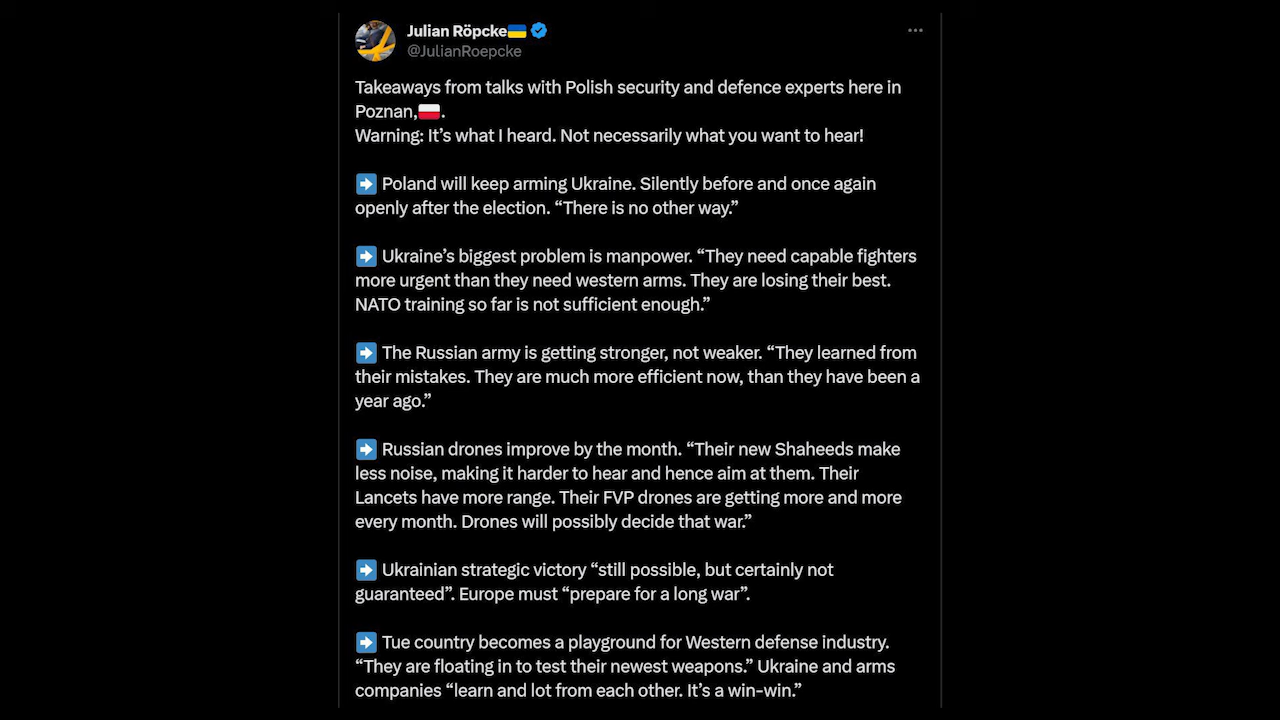 Julian Röpcke🇺🇦
@JulianRoepcke
Takeaways from talks with Polish security and defence experts here in
Poznan,🇵🇱.
Warning: It’s what I heard. Not necessarily what you want to hear!
➡️ Poland will keep arming Ukraine. Silently before and once again
openly after the election. “There is no other way.”
➡️ Ukraine’s biggest problem is manpower. “They need capable fighters
more urgent than they need western arms. They are losing their best.
NATO training so far is not sufficient enough.”
➡️ The Russian army is getting stronger, not weaker. “They learned from
their mistakes. They are much more efficient now, than they have been a
year ago.”
➡️ Russian drones improve by the month. “Their new Shaheeds make
less noise, making it harder to hear and hence aim at them. Their
Lancets have more range. Their FVP drones are getting more and more
every month. Drones will possibly decide that war.”
➡️ Ukrainian strategic victory “still possible, but certainly not
guaranteed”. Europe must “prepare for a long war”.
➡️ Tue country becomes a playground for Western defense industry.
“They are floating in to test their newest weapons.” Ukraine and arms
companies “learn and lot from each other. It’s a win-win.”